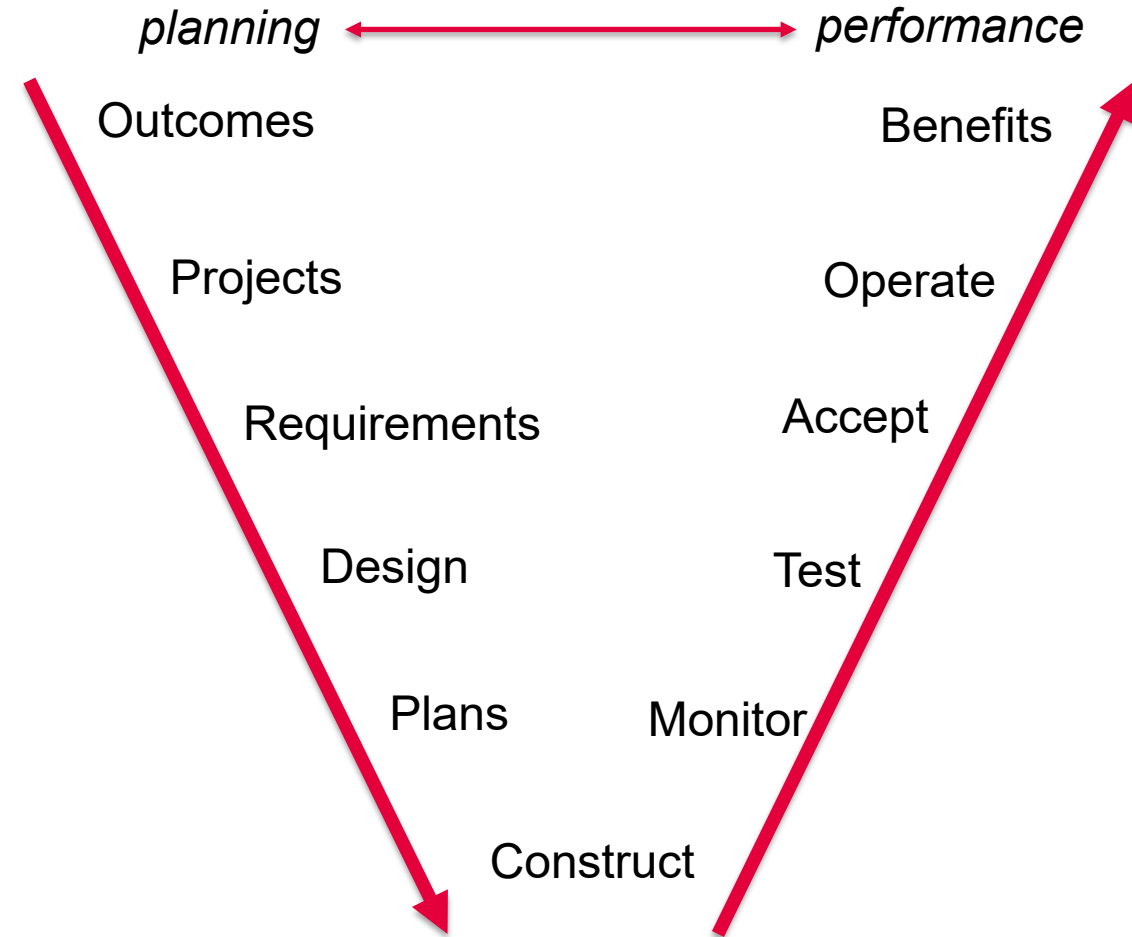 planning performance
Outcomes Benefits
Projects Operate
Requirements Accept
Design Test
Plans Monitor
Construct